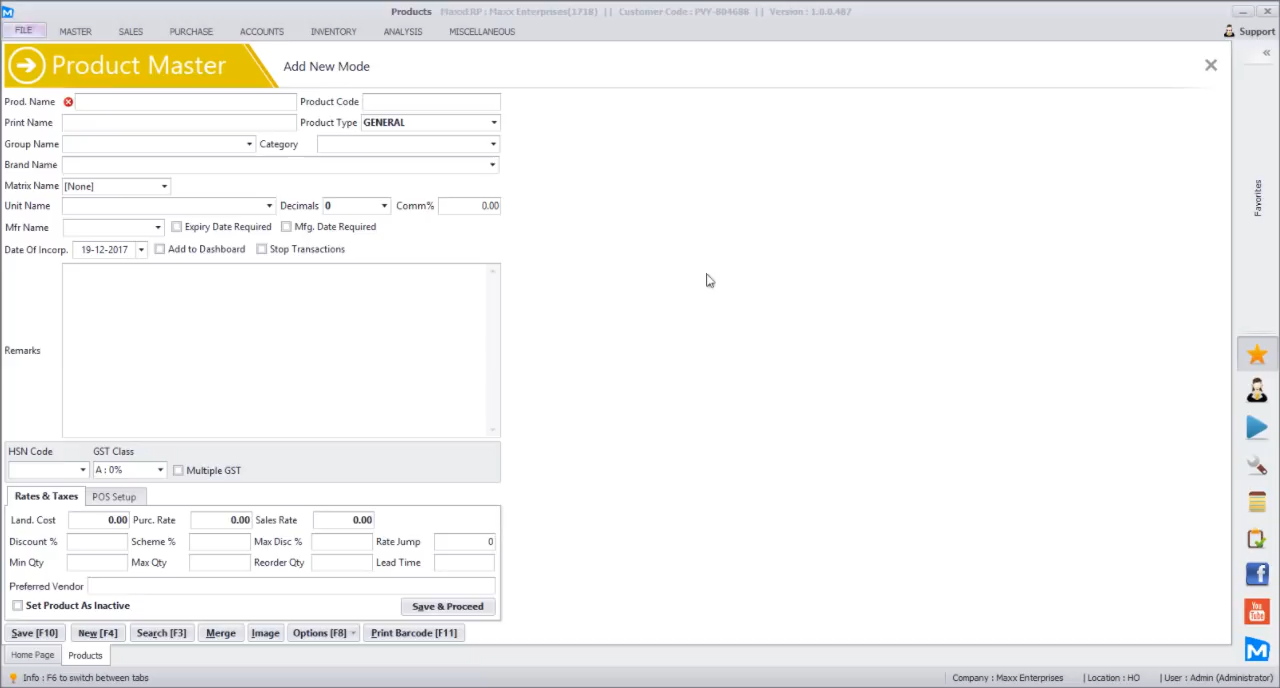 Products MaxxERP : Maxx Enterprises[1718] || Customer Code : PVY-804686 || Version : 1.0.0.487
FILE MASTER SALES PURCHASE ACCOUNTS INVENTORY ANALYSIS MISCELLANEOUS Support
Product Master Add New Mode
«
Prod. Name Product Code
Print Name Product Type GENERAL
Group Name Category
Brand Name
Matrix Name [None]
Unit Name Decimals 0 Comm% 0.00
Mfr Name Expiry Date Required Mfg. Date Required
Date Of Incorp. 19-12-2017 Add to Dashboard Stop Transactions
Remarks
HSN Code GST Class
A : 0% Multiple GST
Rates & Taxes POS Setup
Land. Cost 0.00 Purc. Rate 0.00 Sales Rate 0.00
Discount % Scheme % Max Disc % Rate Jump 0
Min Qty Max Qty Reorder Qty Lead Time
Preferred Vendor
Set Product As Inactive Save & Proceed
Save [F10] New [F4] Search [F3] Merge Image Options [F8] Print Barcode [F11]
Home Page Products
Info : F6 to switch between tabs Company : Maxx Enterprises | Location : HO | User : Admin (Administrator)
Favorites
f
You Tube
M